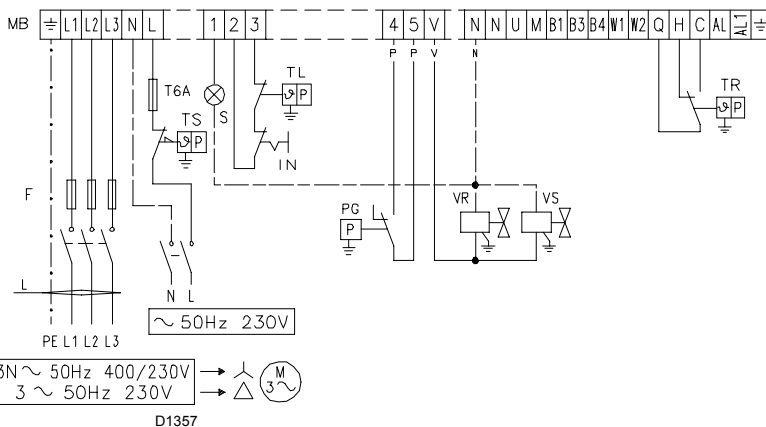 MB L1 L2 L3 N L 1 2 3 4 5 V N N U M B1 B3 B4 W1 W2 Q H C AL AL1
P P V N
T6A
S
TL
ϑ P
TR
ϑ P
TS
ϑ P
IN
F
PG
P
VR
VS
L
N L
~ 50Hz 230V
PE L1 L2 L3
3N ~ 50Hz 400/230V
3 ~ 50Hz 230V
M
3~
D1357